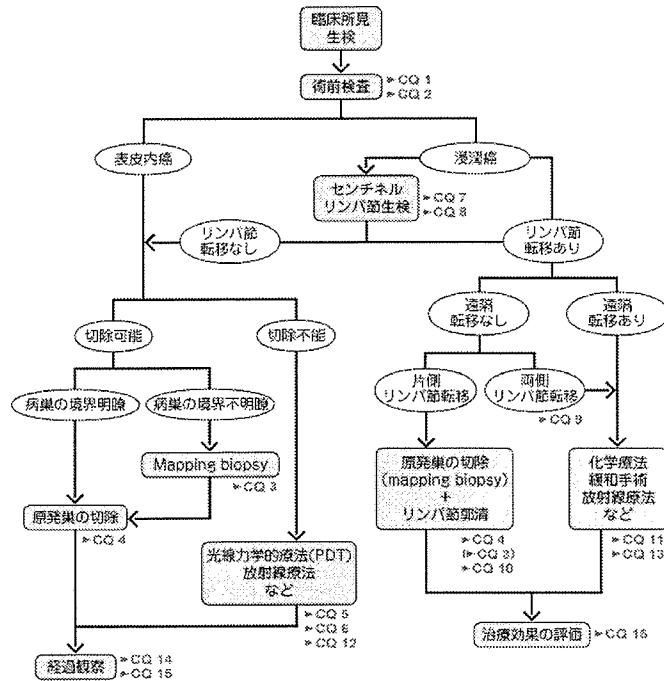 臨床所見
生検
術前検査
►CQ 1
►CQ 2
表皮内癌
浸潤癌
センチネル
リンパ節生検
►CQ 7
►CQ 8
リンパ節
転移なし
リンパ節
転移あり
遠隔
転移なし
遠隔
転移あり
切除可能
切除不能
片側
リンパ節転移
両側
リンパ節転移
►CQ 9
病巣の境界明瞭
病巣の境界不明瞭
Mapping biopsy
►CQ 3
原発巣の切除
►CQ 4
原発巣の切除
(mapping biopsy)
+
リンパ節郭清
►CQ 4
(►CQ 3)
►CQ 10
化学療法
緩和手術
放射線療法
など
►CQ 11
►CQ 13
光線力学的療法(PDT)
放射線療法
など
►CQ 5
►CQ 6
►CQ 12
治療効果の評価
►CQ 16
経過観察
►CQ 14
►CQ 15